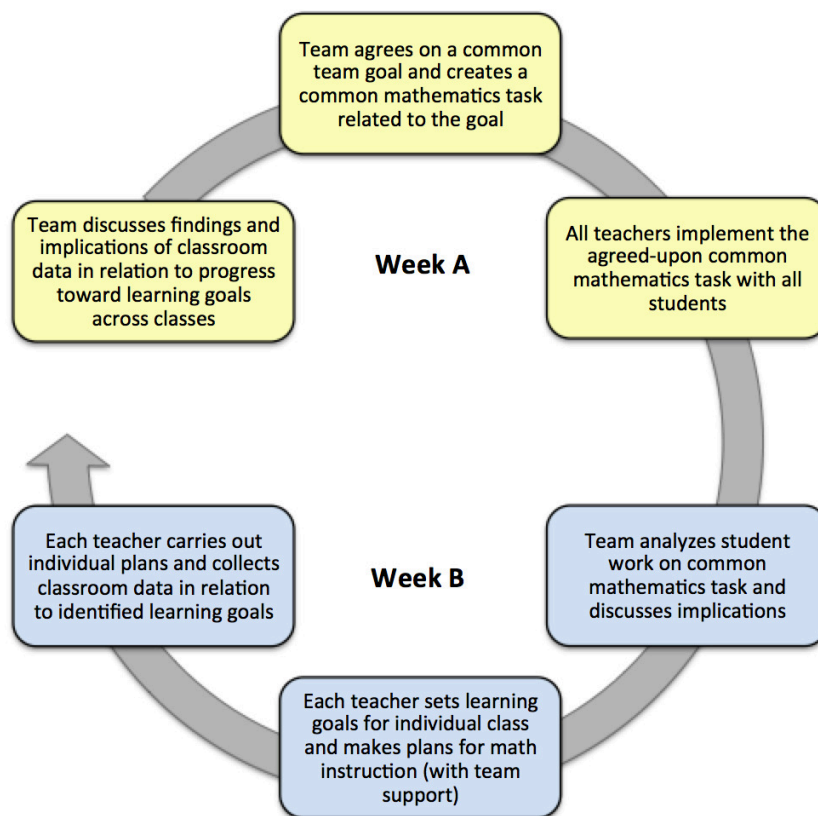 Team agrees on a common
team goal and creates a
common mathematics task
related to the goal
Team discusses findings and
implications of classroom
data in relation to progress
toward learning goals
across classes
Week A
All teachers implement the
agreed-upon common
mathematics task with all
students
Each teacher carries out
individual plans and collects
classroom data in relation
to identified learning goals
Week B
Team analyzes student
work on common
mathematics task and
discusses implications
Each teacher sets learning
goals for individual class
and makes plans for math
instruction (with team
support)